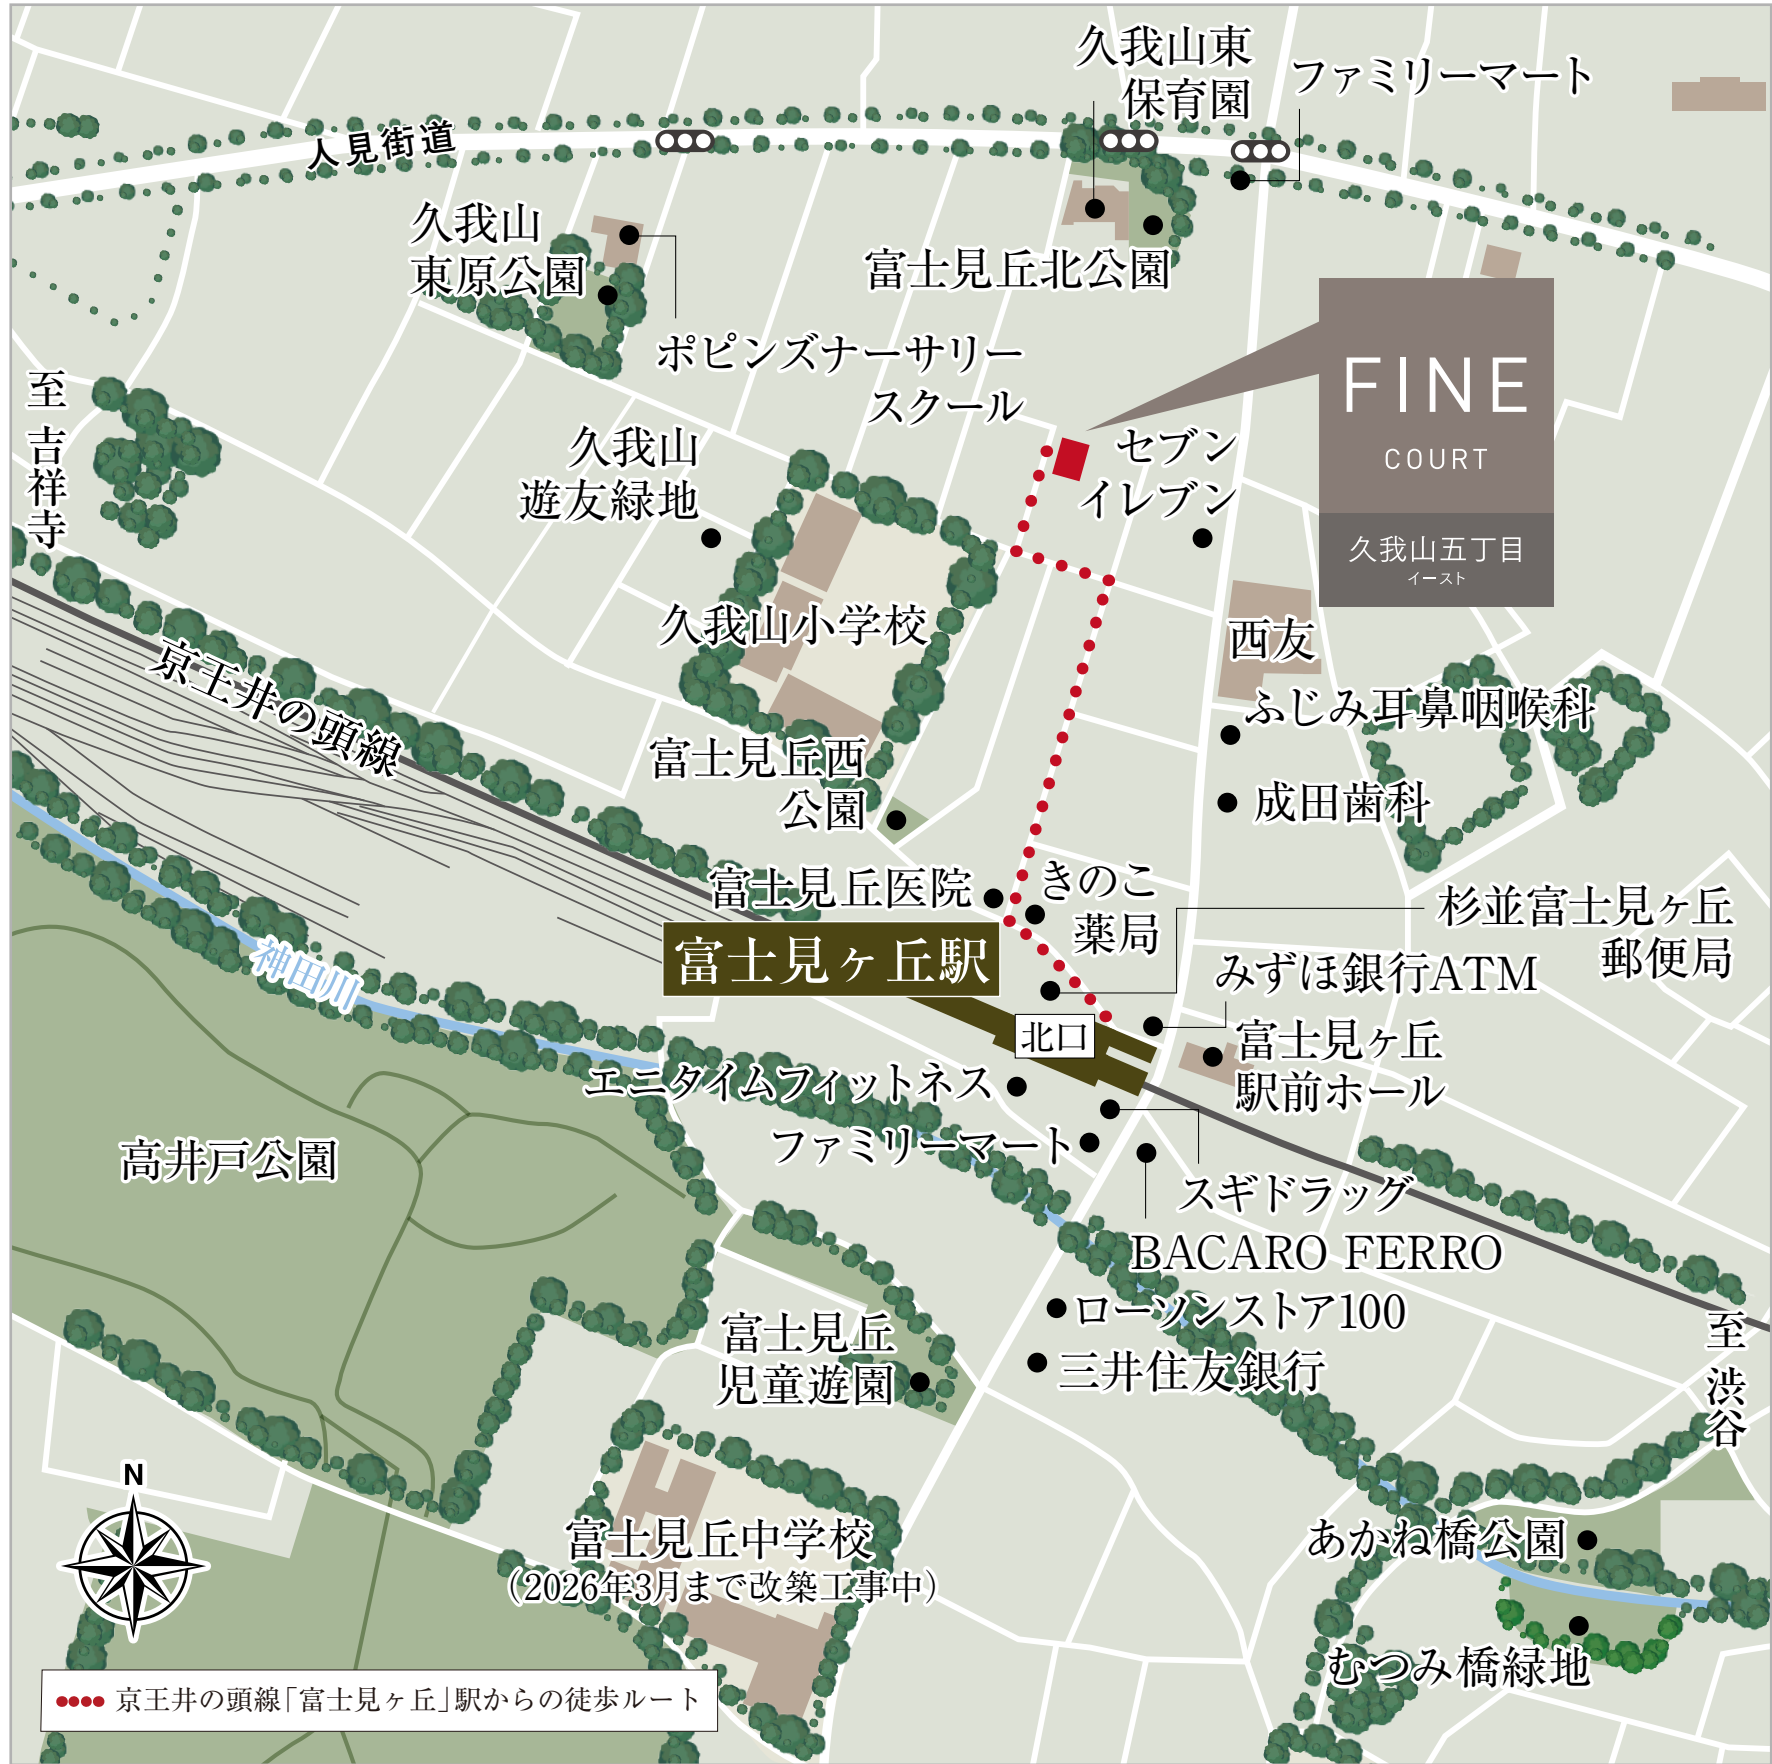 久我山東
保育園
ファミリーマート
人見街道
久我山
東原公園
富士見丘北公園
ポピンズナーサリー
スクール
FINE
COURT
久我山五丁目
イースト
至 吉祥寺
久我山
遊友緑地
セブン
イレブン
久我山小学校
西友
京王井の頭線
ふじみ耳鼻咽喉科
富士見丘西
公園
成田歯科
富士見丘医院
きのこ
薬局
杉並富士見ヶ丘
郵便局
富士見ヶ丘駅
みずほ銀行ATM
神田川
北口
富士見ヶ丘
駅前ホール
エニタイムフィットネス
ファミリーマート
高井戸公園
スギドラッグ
BACARO FERRO
ローソンストア100
至 渋谷
富士見丘
児童遊園
三井住友銀行
N
富士見丘中学校
（2026年3月まで改築工事中）
あかね橋公園
むつみ橋緑地
京王井の頭線「富士見ヶ丘」駅からの徒歩ルート